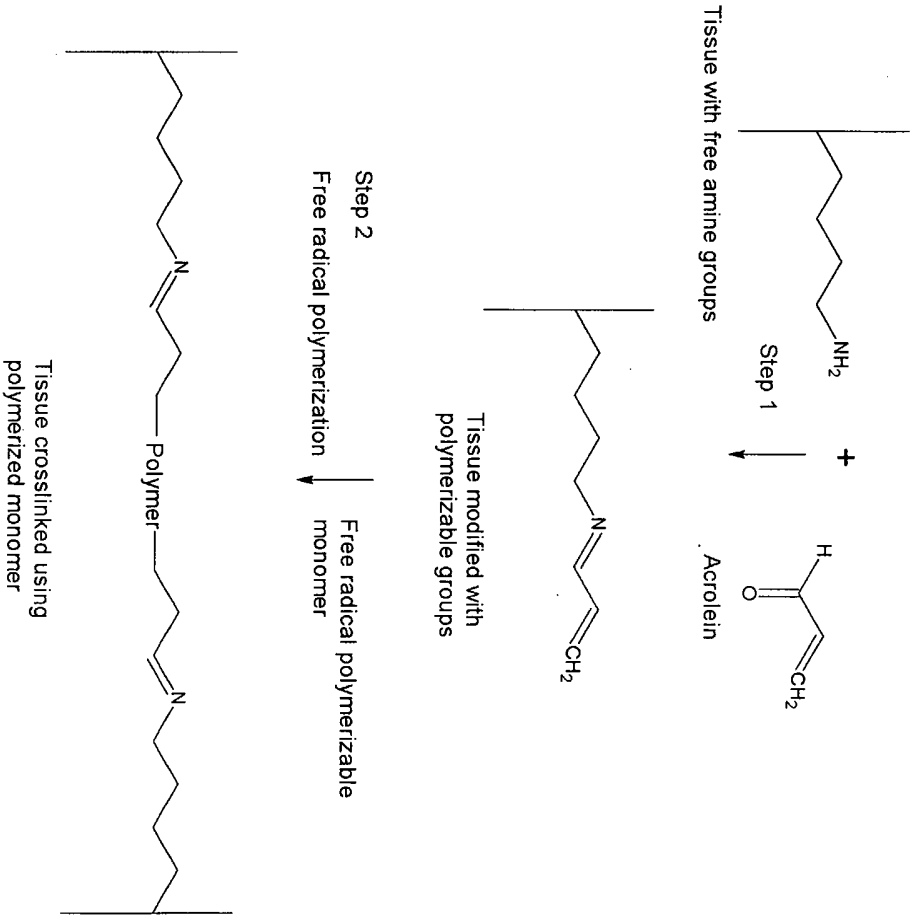 NH2
+
H
O
CH2
Tissue with free amine groups
Step 1
Acrolein
N
CH2
Tissue modified with
polymerizable groups
Step 2
Free radical polymerization
Free radical polymerizable
monomer
N
Polymer
N
Tissue crosslinked using
polymerized monomer